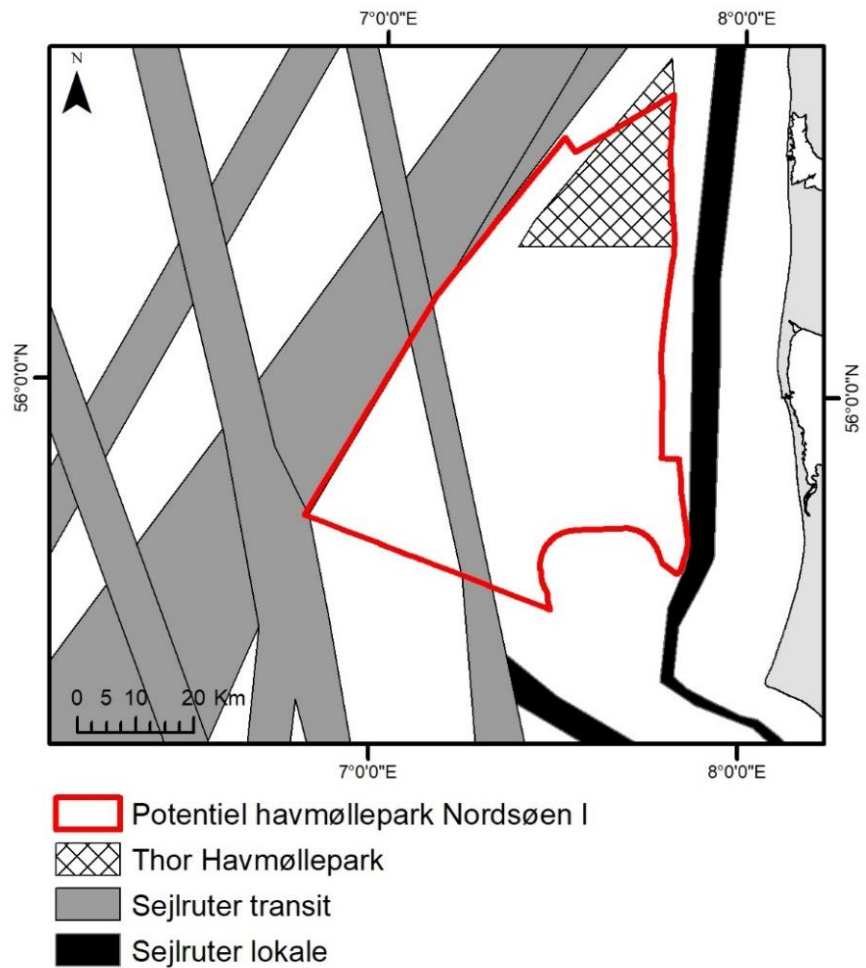 7°0'0"E 8°0'0"E
N
56°0'0"N
56°0'0"N
0 5 10 20 Km
7°0'0"E 8°0'0"E
Potentiel havmøllepark Nordsøen I
Thor Havmøllepark
Sejlruter transit
Sejlruter lokale